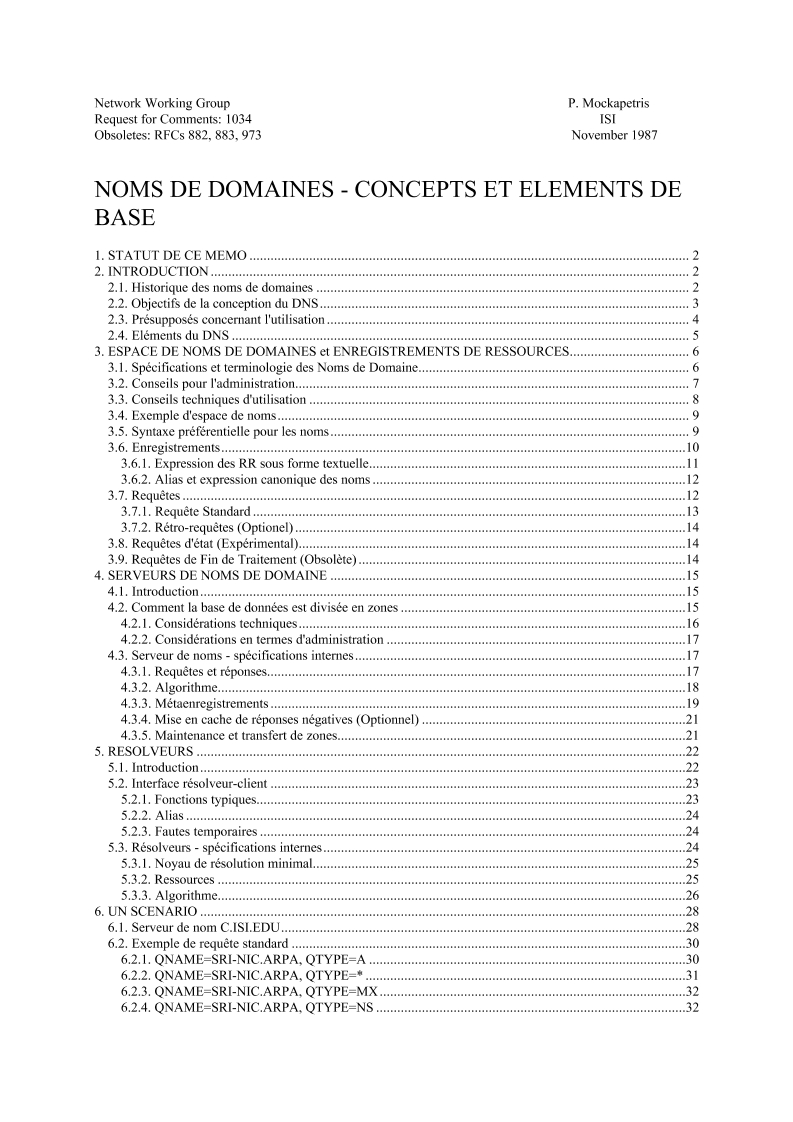 Network Working Group P. Mockapetris
Request for Comments: 1034 ISI
Obsoletes: RFCs 882, 883, 973 November 1987
NOMS DE DOMAINES - CONCEPTS ET ELEMENTS DE
BASE
1. STATUT DE CE MEMO ... 2
2. INTRODUCTION ... 2
2.1. Historique des noms de domaines ... 2
2.2. Objectifs de la conception du DNS ... 3
2.3. Présupposés concernant l'utilisation ... 4
2.4. Eléments du DNS ... 5
3. ESPACE DE NOMS DE DOMAINES et ENREGISTREMENTS DE RESSOURCES ... 6
3.1. Spécifications et terminologie des Noms de Domaine ... 6
3.2. Conseils pour l'administration ... 7
3.3. Conseils techniques d'utilisation ... 8
3.4. Exemple d'espace de noms ... 9
3.5. Syntaxe préférentielle pour les noms ... 9
3.6. Enregistrements ... 10
3.6.1. Expression des RR sous forme textuelle ... 11
3.6.2. Alias et expression canonique des noms ... 12
3.7. Requêtes ... 12
3.7.1. Requête Standard ... 13
3.7.2. Rétro-requêtes (Optionel) ... 14
3.8. Requêtes d'état (Expérimental) ... 14
3.9. Requêtes de Fin de Traitement (Obsolète) ... 14
4. SERVEURS DE NOMS DE DOMAINE ... 15
4.1. Introduction ... 15
4.2. Comment la base de données est divisée en zones ... 15
4.2.1. Considérations techniques ... 16
4.2.2. Considérations en termes d'administration ... 17
4.3. Serveur de noms - spécifications internes ... 17
4.3.1. Requêtes et réponses ... 17
4.3.2. Algorithme ... 18
4.3.3. Métaenregistrements ... 19
4.3.4. Mise en cache de réponses négatives (Optionnel) ... 21
4.3.5. Maintenance et transfert de zones ... 21
5. RESOLVEURS ... 22
5.1. Introduction ... 22
5.2. Interface résolveur-client ... 23
5.2.1. Fonctions typiques ... 23
5.2.2. Alias ... 24
5.2.3. Fautes temporaires ... 24
5.3. Résolveurs - spécifications internes ... 24
5.3.1. Noyau de résolution minimal ... 25
5.3.2. Ressources ... 25
5.3.3. Algorithme ... 26
6. UN SCENARIO ... 28
6.1. Serveur de nom C.ISI.EDU ... 28
6.2. Exemple de requête standard ... 30
6.2.1. QNAME=SRI-NIC.ARPA, QTYPE=A ... 30
6.2.2. QNAME=SRI-NIC.ARPA, QTYPE=* ... 31
6.2.3. QNAME=SRI-NIC.ARPA, QTYPE=MX ... 32
6.2.4. QNAME=SRI-NIC.ARPA, QTYPE=NS ... 32